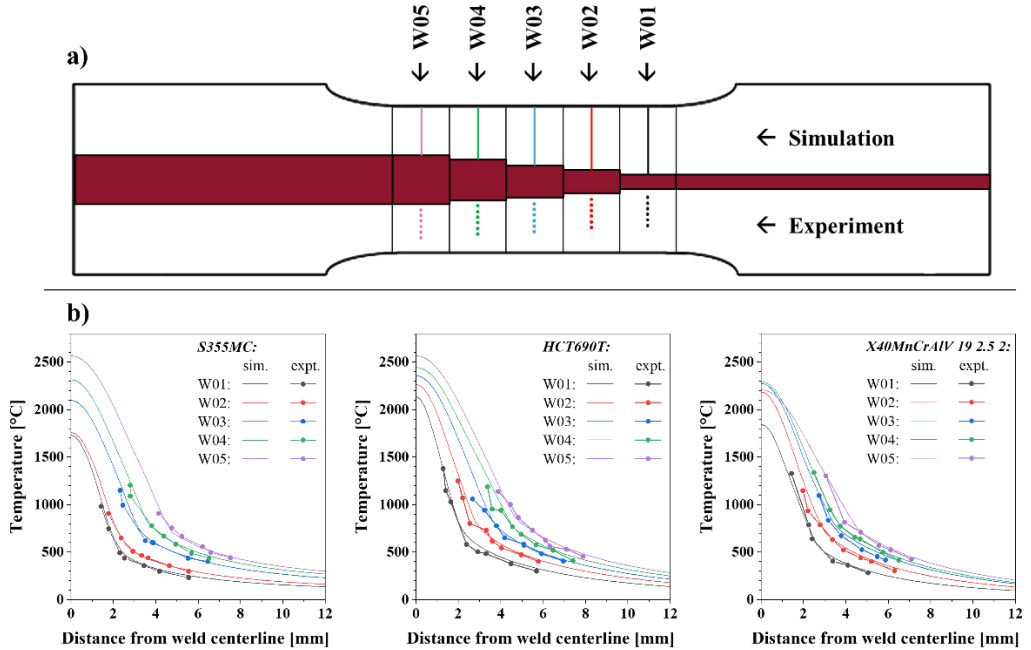 ← W05
← W04
← W03
← W02
← W01
a)
← Simulation
← Experiment
b)
S355MC:
sim. expt.
W01:
W02:
W03:
W04:
W05:
Temperature [°C]
2500
2000
1500
1000
500
0
0 2 4 6 8 10 12
Distance from weld centerline [mm]
HCT690T:
sim. expt.
W01:
W02:
W03:
W04:
W05:
Temperature [°C]
2500
2000
1500
1000
500
0
0 2 4 6 8 10 12
Distance from weld centerline [mm]
X40MnCrAlV 19 2.5 2:
sim. expt.
W01:
W02:
W03:
W04:
W05:
Temperature [°C]
2500
2000
1500
1000
500
0
0 2 4 6 8 10 12
Distance from weld centerline [mm]